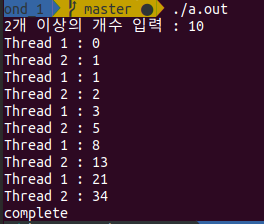 ond_1 master ● ./a.out
2개 이상의 개수 입력 : 10
Thread 1 : 0
Thread 2 : 1
Thread 1 : 1
Thread 2 : 2
Thread 1 : 3
Thread 2 : 5
Thread 1 : 8
Thread 2 : 13
Thread 1 : 21
Thread 2 : 34
complete